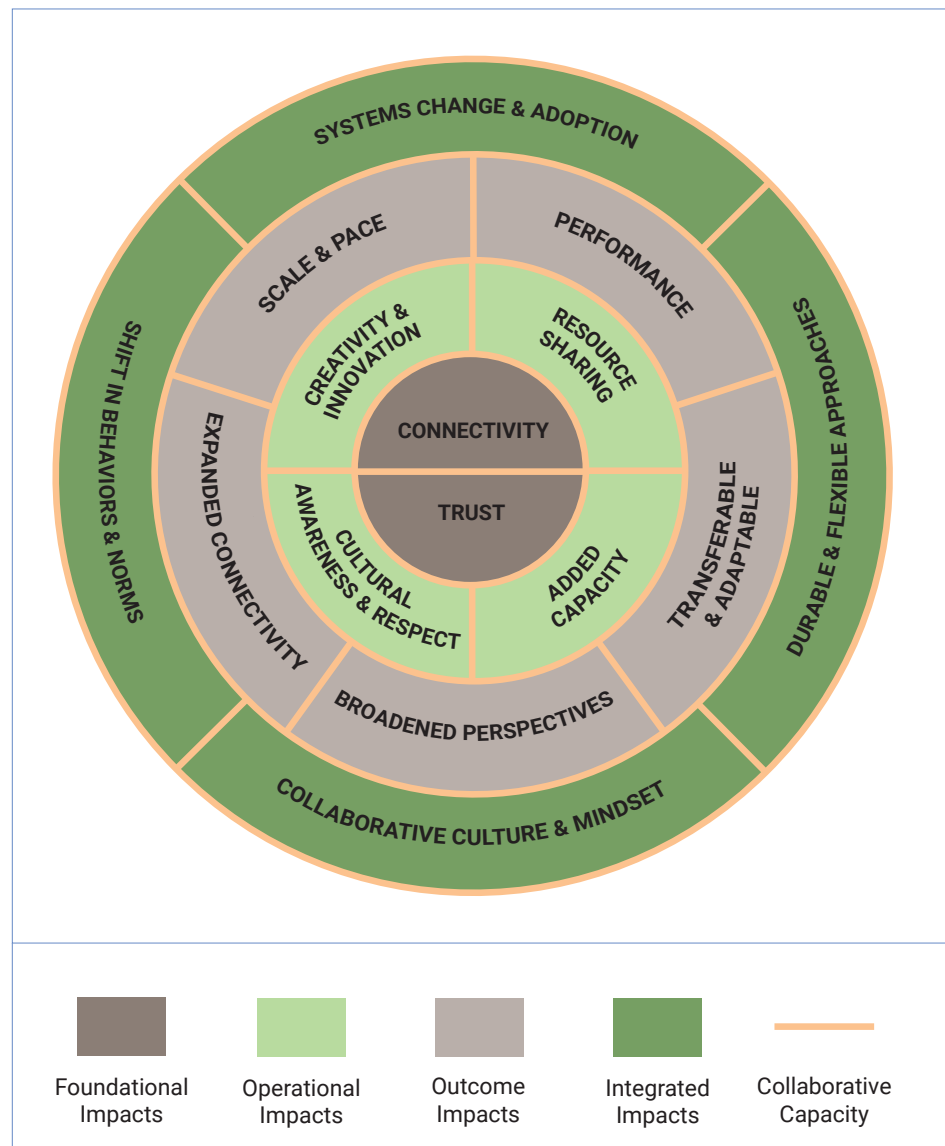 SYSTEMS CHANGE & ADOPTION
SCALE & PACE
PERFORMANCE
CREATIVITY &
INNOVATION
RESOURCE
SHARING
SHIFT IN BEHAVIORS & NORMS
DURABLE & FLEXIBLE APPROACHES
EXPANDED CONNECTIVITY
CONNECTIVITY
TRUST
TRANSFERABLE
& ADAPTABLE
CULTURAL
AWARENESS & RESPECT
ADDED
CAPACITY
BROADENED PERSPECTIVES
COLLABORATIVE CULTURE & MINDSET
Foundational
Impacts
Operational
Impacts
Outcome
Impacts
Integrated
Impacts
Collaborative
Capacity